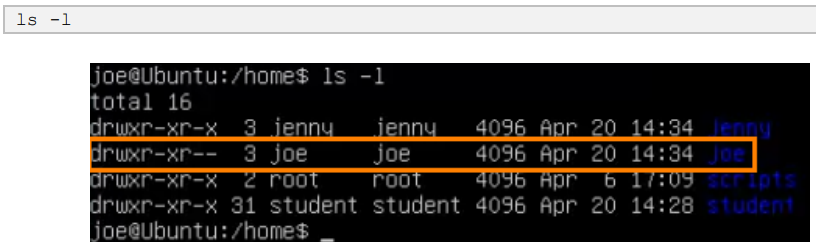 ls -l
joe@Ubuntu:/home$ ls -l
total 16
drwxr-xr-x  3 jenny   jenny   4096 Apr 20 14:34 jenny
drwxr-xr--  3 joe     joe     4096 Apr 20 14:34 joe
drwxr-xr-x  2 root    root    4096 Apr  6 17:09 scripts
drwxr-xr-x 31 student student 4096 Apr 20 14:28 student
joe@Ubuntu:/home$ _